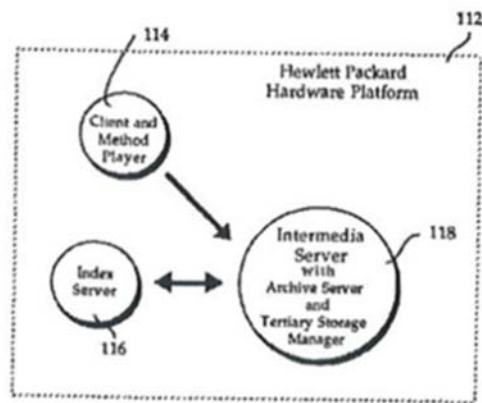 112
114
Hewlett Packard
Hardware Platform
Client and
Method
Player
Intermedia
Server
with
Archive Server
and
Tertiary Storage
Manager
118
Index
Server
116